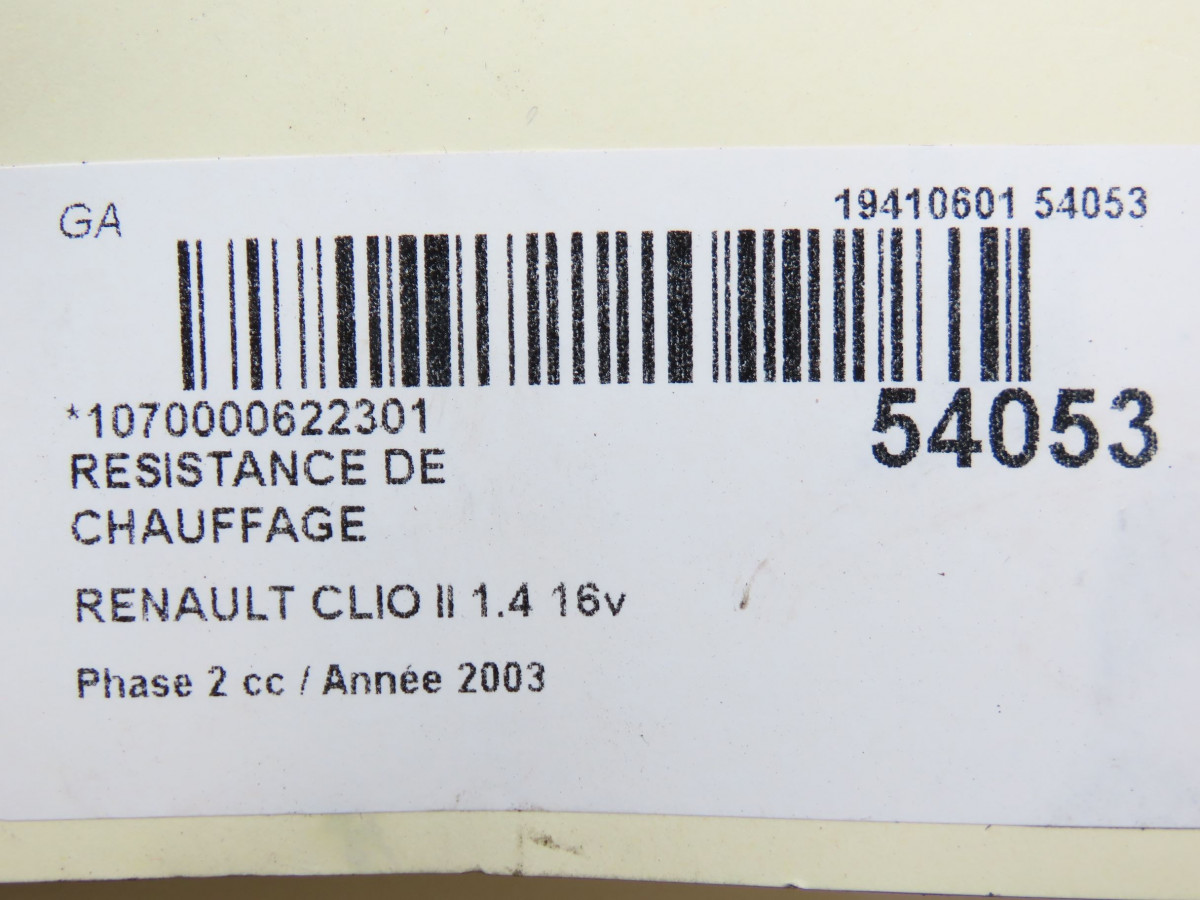 GA
19410601 54053
*1070000622301
54053
RESISTANCE DE
CHAUFFAGE
RENAULT CLIO II 1.4 16v
Phase 2 cc / Année 2003